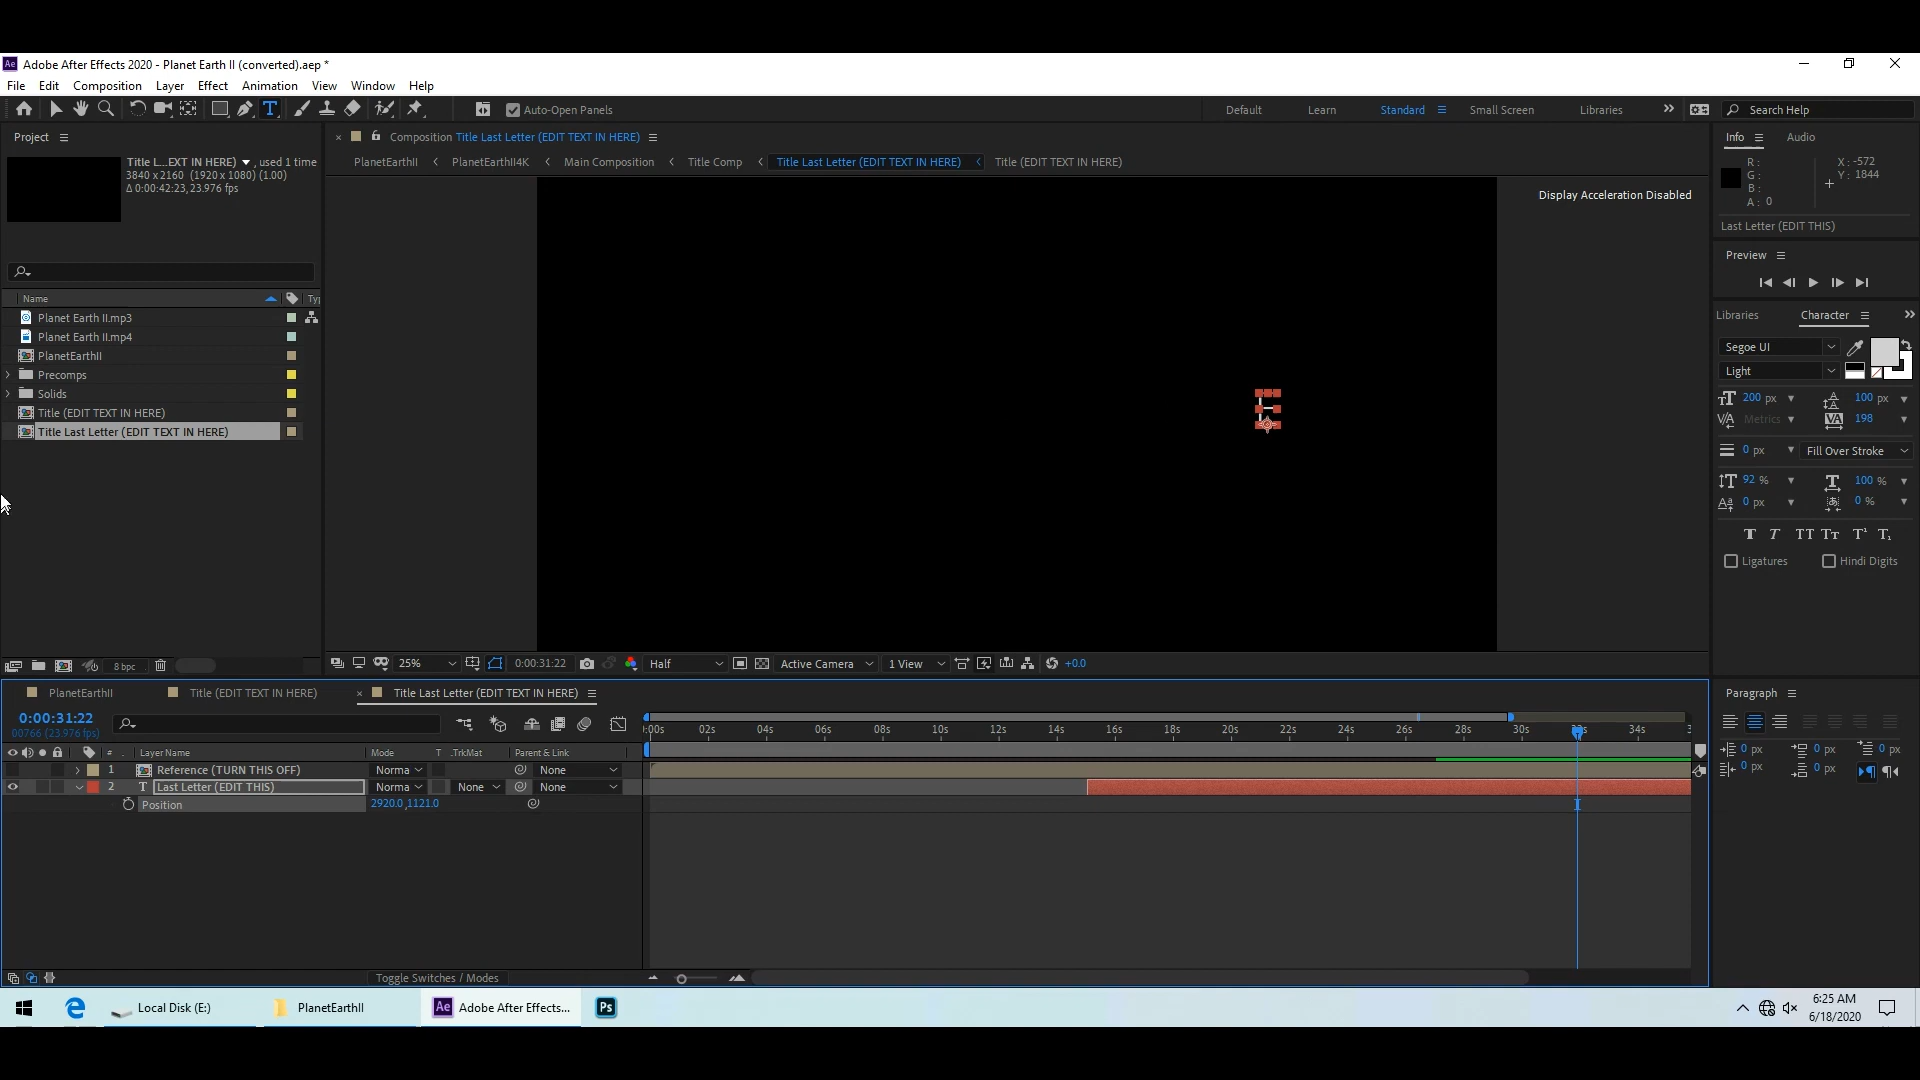 Ae Adobe After Effects 2020 - Planet Earth II (converted).aep *
File Edit Composition Layer Effect Animation View Window Help
Auto-Open Panels Default Learn Standard Small Screen Libraries Search Help
Project
Title L...EXT IN HERE) , used 1 time
3840 x 2160 (1920 x 1080) (1.00)
Δ 0:00:42:23, 23.976 fps
Name Typ
Planet Earth II.mp3
Planet Earth II.mp4
PlanetEarthII
Precomps
Solids
Title (EDIT TEXT IN HERE)
Title Last Letter (EDIT TEXT IN HERE)
8 bpc
Composition Title Last Letter (EDIT TEXT IN HERE)
PlanetEarthII PlanetEarthII4K Main Composition Title Comp Title Last Letter (EDIT TEXT IN HERE) Title (EDIT TEXT IN HERE)
Display Acceleration Disabled
25% 0:00:31:22 Half Active Camera 1 View +0.0
Info Audio
R : X : -572
G : Y : 1844
B :
A : 0
Last Letter (EDIT THIS)
Preview
Libraries Character
Segoe UI
Light
200 px 100 px
Metrics 198
0 px Fill Over Stroke
92 % 100 %
0 px 0 %
Ligatures Hindi Digits
PlanetEarthII Title (EDIT TEXT IN HERE) Title Last Letter (EDIT TEXT IN HERE)
0:00:31:22
00766 (23.976 fps)
:00s 02s 04s 06s 08s 10s 12s 14s 16s 18s 20s 22s 24s 26s 28s 30s 34s
# Layer Name Mode T .TrkMat Parent & Link
1 Reference (TURN THIS OFF) Norma None
2 T Last Letter (EDIT THIS) Norma None None
Position 2920.0 ,1121.0
Toggle Switches / Modes
Paragraph
0 px 0 px 0 px
0 px 0 px
Local Disk (E:) PlanetEarthII Ae Adobe After Effects... Ps
6:25 AM
6/18/2020